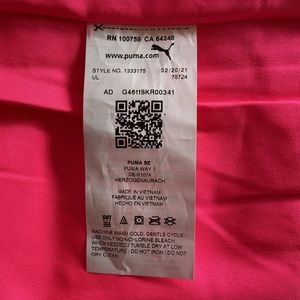 RN 100759 CA 64248
www.puma.com
STYLE NO. 1333175 02/20/21
UL 78724
AD G4611SKR00341
PUMA SE
PUMA WAY 1
DE-91074
HERZOGENAURACH
MADE IN VIETNAM
FABRIQUÉ AU VIETNAM
HECHO EN VIETNAM
MACHINE WASH COLD, GENTLE CYCLE /
USE ONLY NON-CHLORINE BLEACH
WHEN NEEDED / TUMBLE DRY AT LOW
TEMPERATURE / DO NOT IRON / DO NOT
DRY CLEAN